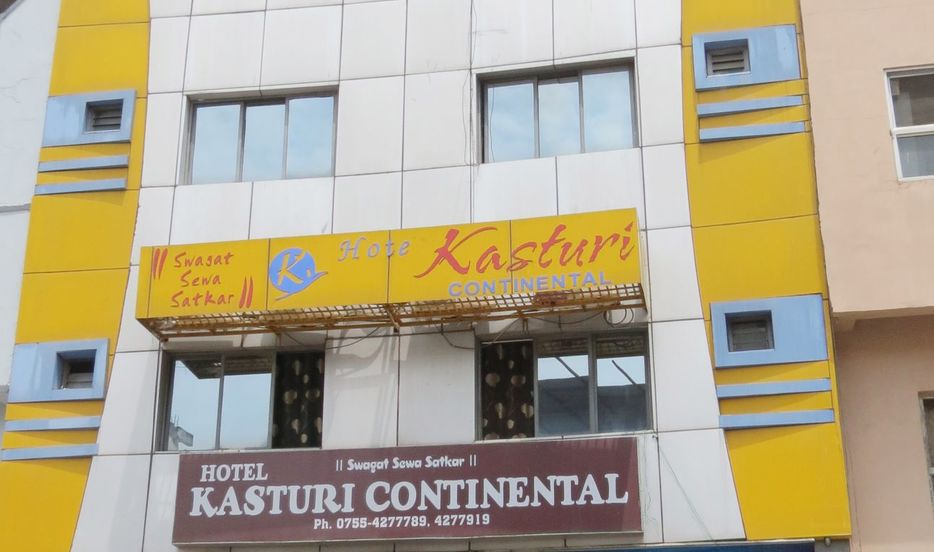 || Swagat
Sewa
Satkar ||
K
Hote Kasturi
CONTINENTAL
|| Swagat Sewa Satkar ||
HOTEL
KASTURI CONTINENTAL
Ph. 0755-4277789, 4277919